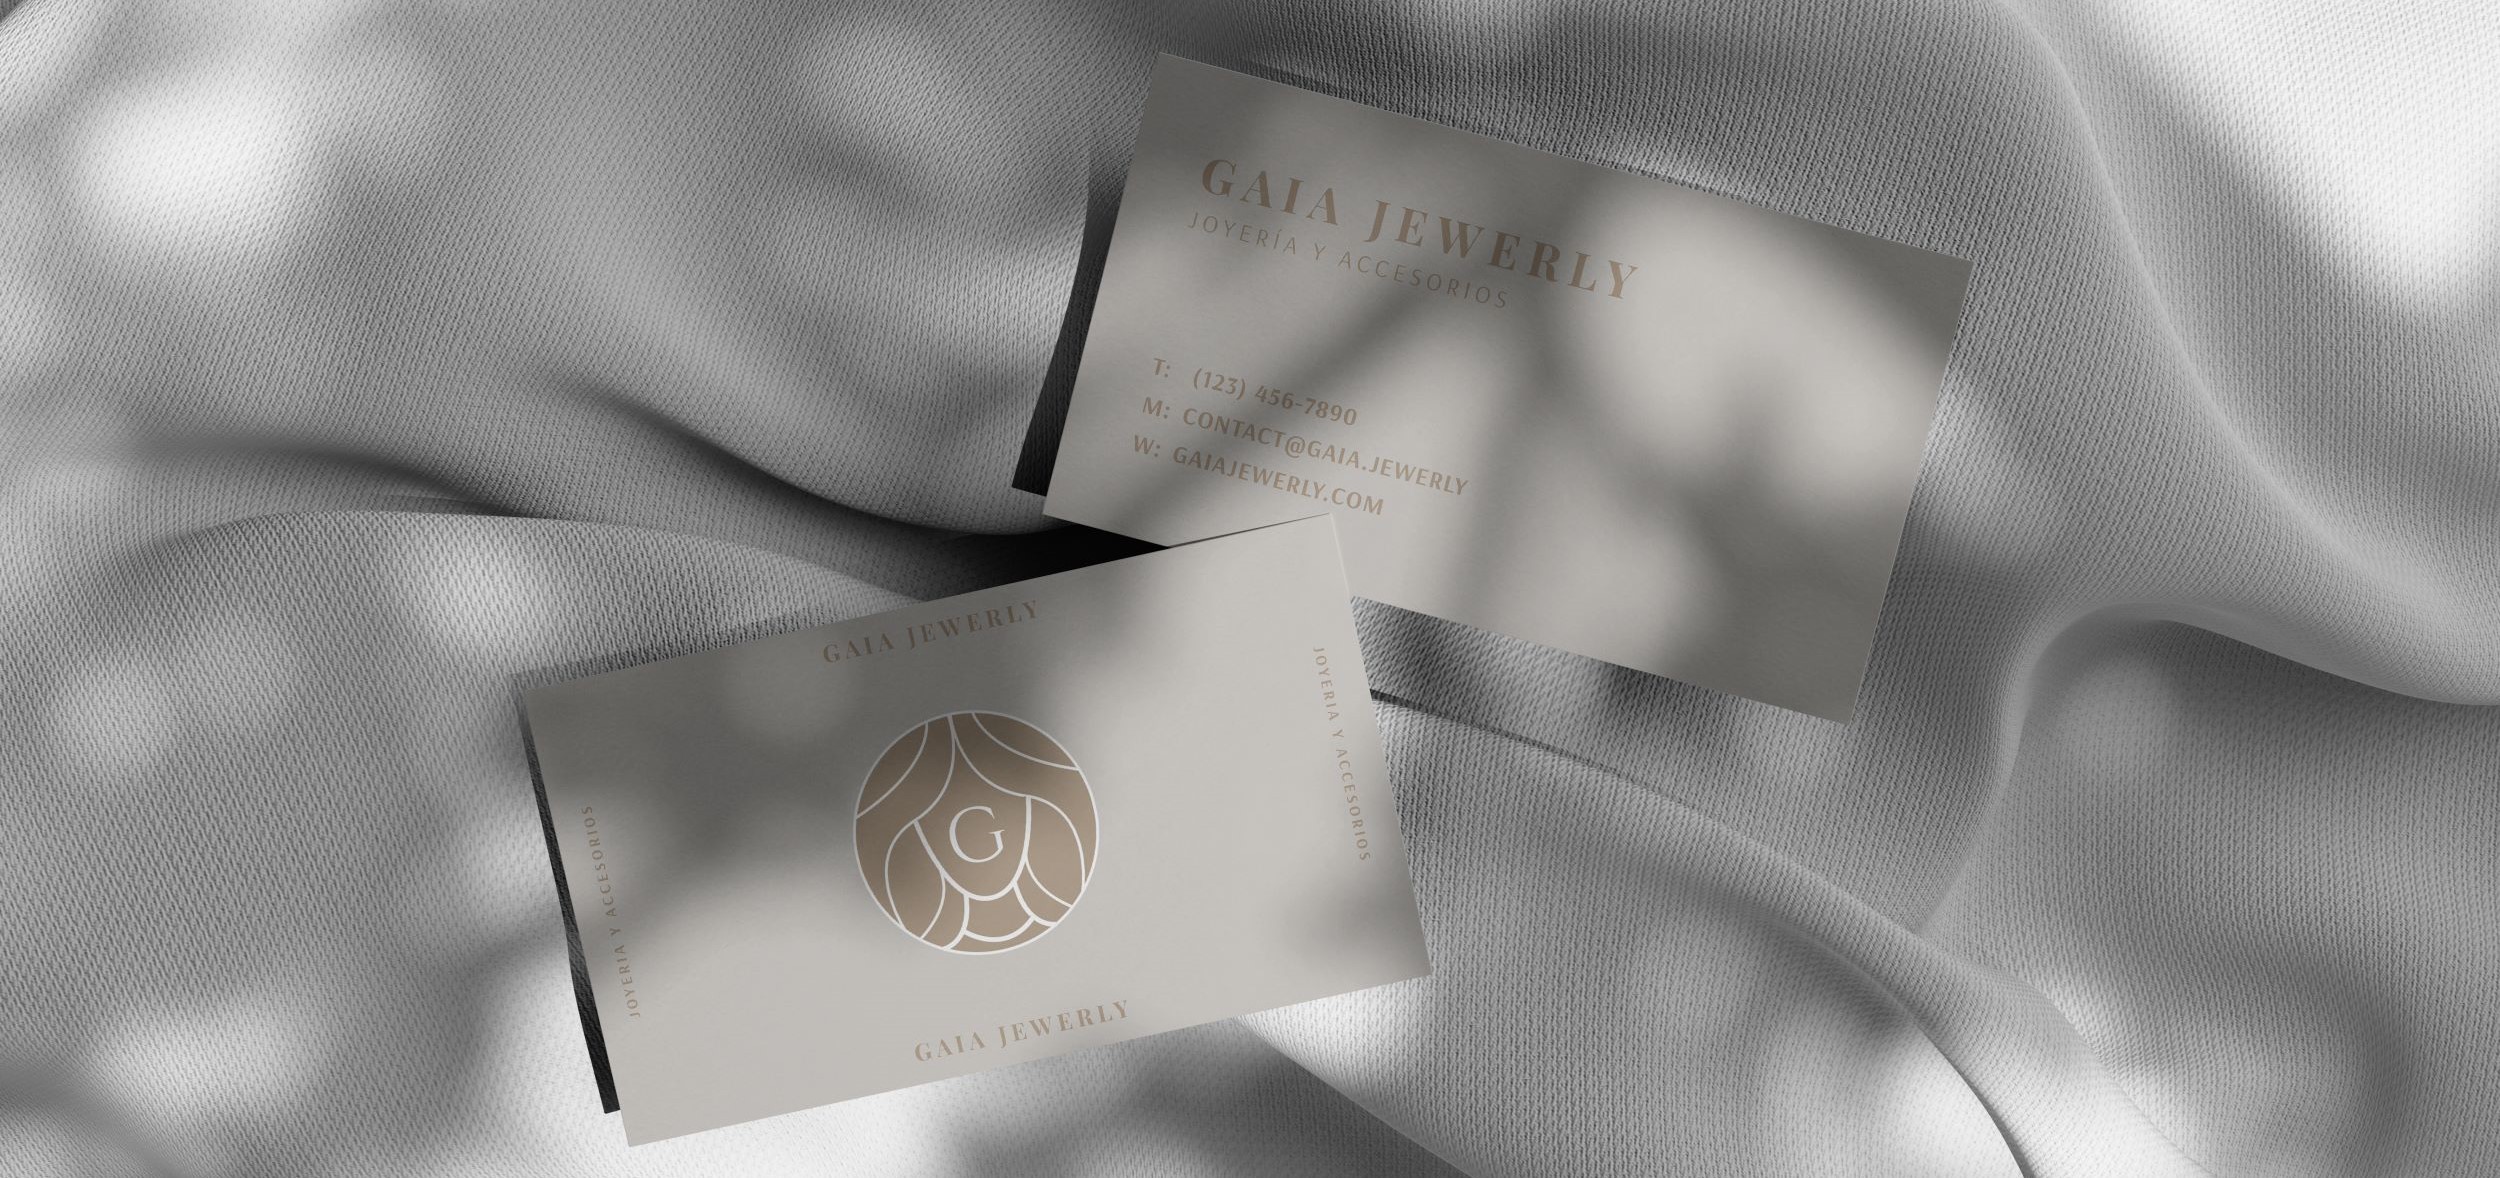 GAIA JEWERLY
JOYERÍA Y ACCESORIOS
T: (123) 456-7890
M: CONTACT@GAIA.JEWERLY
W: GAIAJEWERLY.COM
GAIA JEWERLY
JOYERIA Y ACCESORIOS
G
JOYERIA Y ACCESORIOS
GAIA JEWERLY